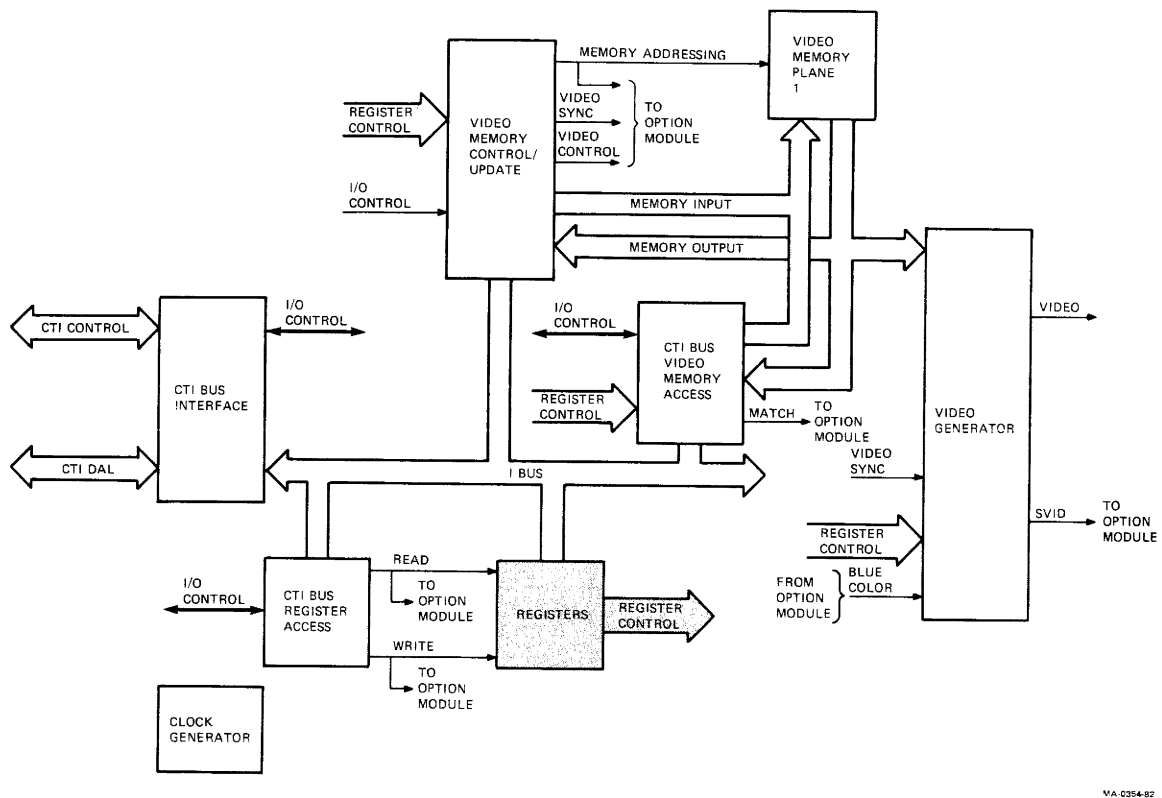 MEMORY ADDRESSING
VIDEO
MEMORY
PLANE
1
REGISTER
CONTROL
VIDEO
MEMORY
CONTROL/
UPDATE
VIDEO
SYNC
VIDEO
CONTROL
TO
OPTION
MODULE
I/O
CONTROL
MEMORY INPUT
MEMORY OUTPUT
CTI CONTROL
CTI BUS
INTERFACE
I/O
CONTROL
CTI DAL
I/O
CONTROL
CTI BUS
VIDEO
MEMORY
ACCESS
REGISTER
CONTROL
MATCH
TO
OPTION
MODULE
VIDEO
GENERATOR
VIDEO
VIDEO
SYNC
SVID
TO
OPTION
MODULE
REGISTER
CONTROL
FROM
OPTION
MODULE
BLUE
COLOR
I BUS
I/O
CONTROL
CTI BUS
REGISTER
ACCESS
READ
TO
OPTION
MODULE
WRITE
TO
OPTION
MODULE
REGISTERS
REGISTER
CONTROL
CLOCK
GENERATOR
MA-0354-82